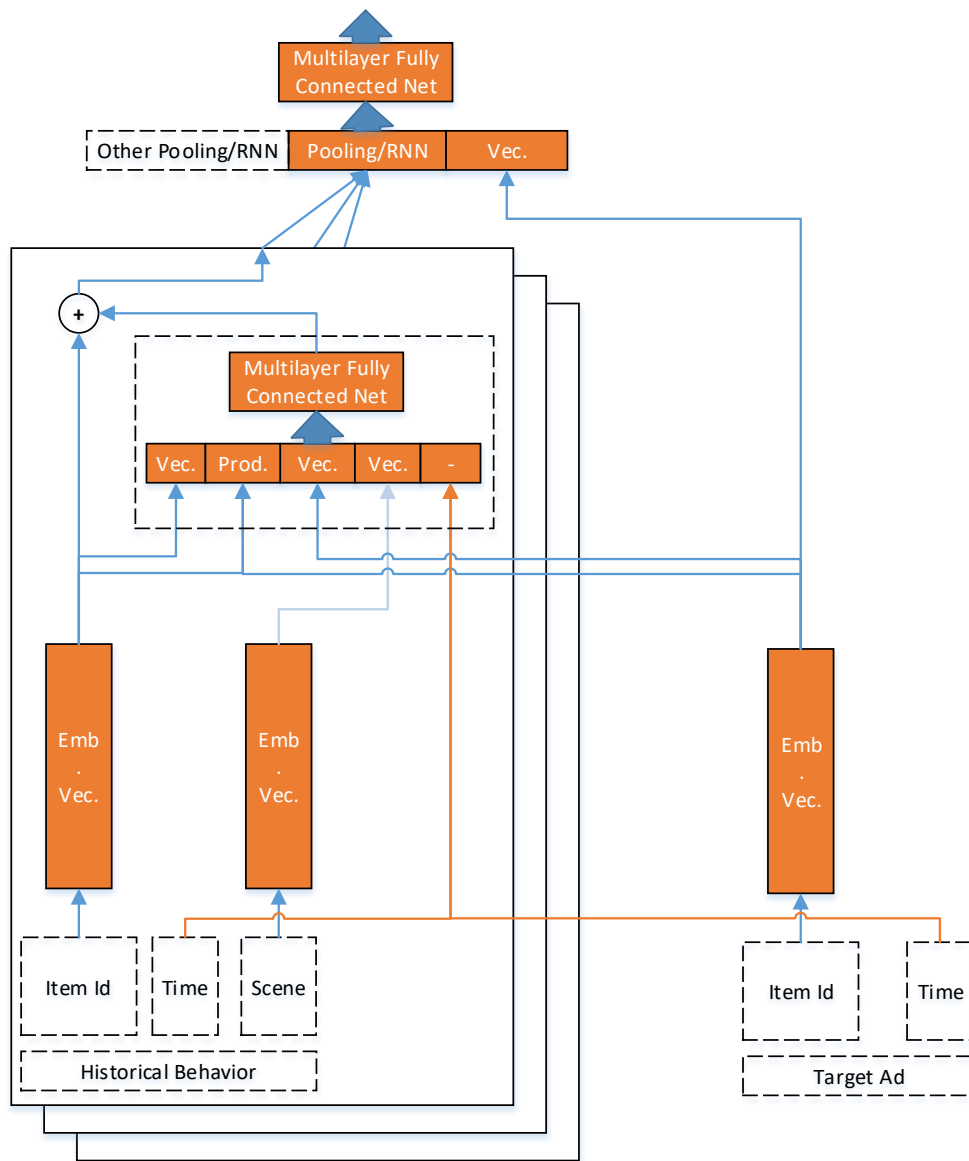 Multilayer Fully
Connected Net
Other Pooling/RNN
Pooling/RNN
Vec.
+
Multilayer Fully
Connected Net
Vec.
Prod.
Vec.
Vec.
-
Emb
.
Vec.
Emb
.
Vec.
Emb
.
Vec.
Item Id
Time
Scene
Item Id
Time
Historical Behavior
Target Ad